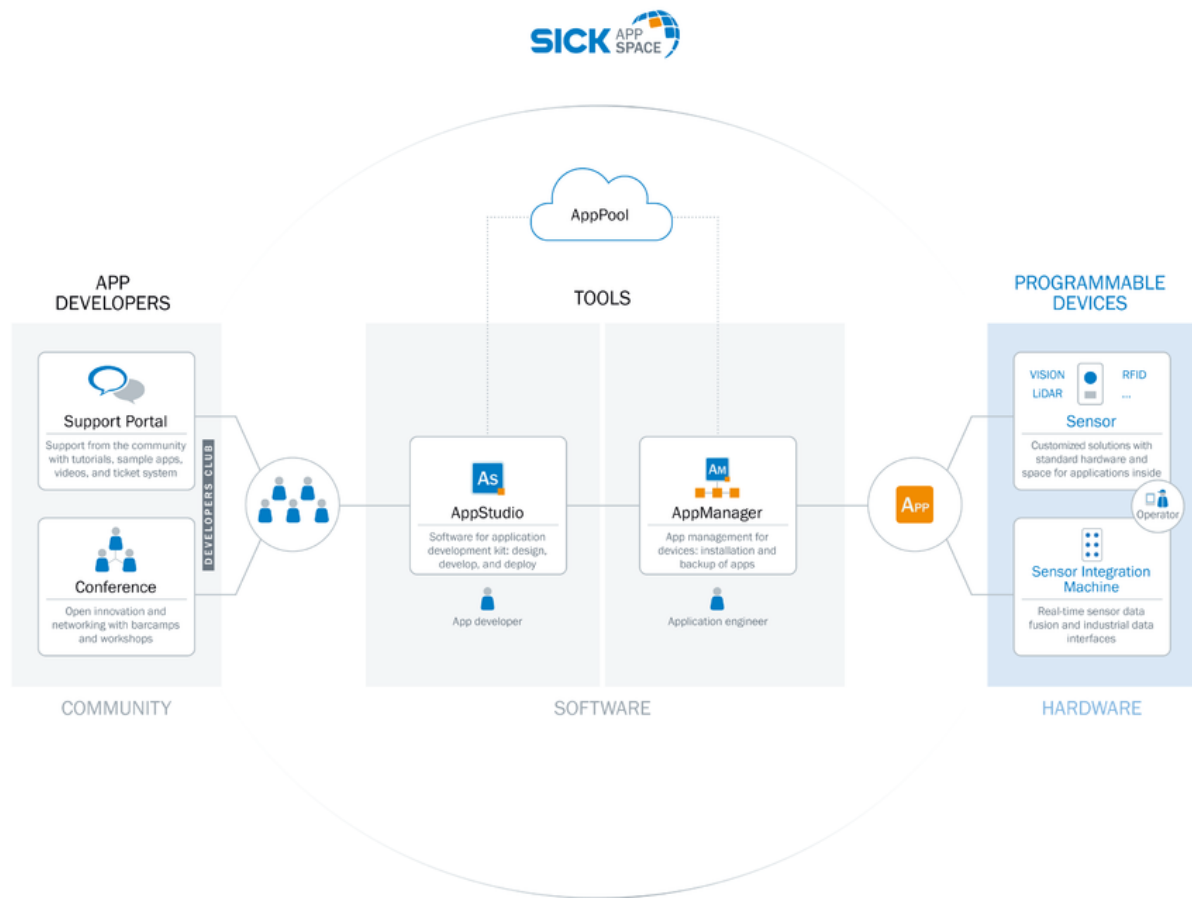 SICK APP SPACE
AppPool
APP
DEVELOPERS
TOOLS
PROGRAMMABLE
DEVICES
Support Portal
Support from the community
with tutorials, sample apps,
videos, and ticket system
Conference
Open innovation and
networking with barcamps
and workshops
DEVELOPERS CLUB
As
AppStudio
Software for application
development kit: design,
develop, and deploy
App developer
AM
AppManager
App management for
devices: installation and
backup of apps
Application engineer
APP
VISION
RFID
LiDAR
...
Sensor
Customized solutions with
standard hardware and
space for applications inside
Operator
Sensor Integration
Machine
Real-time sensor data
fusion and industrial data
interfaces
COMMUNITY
SOFTWARE
HARDWARE